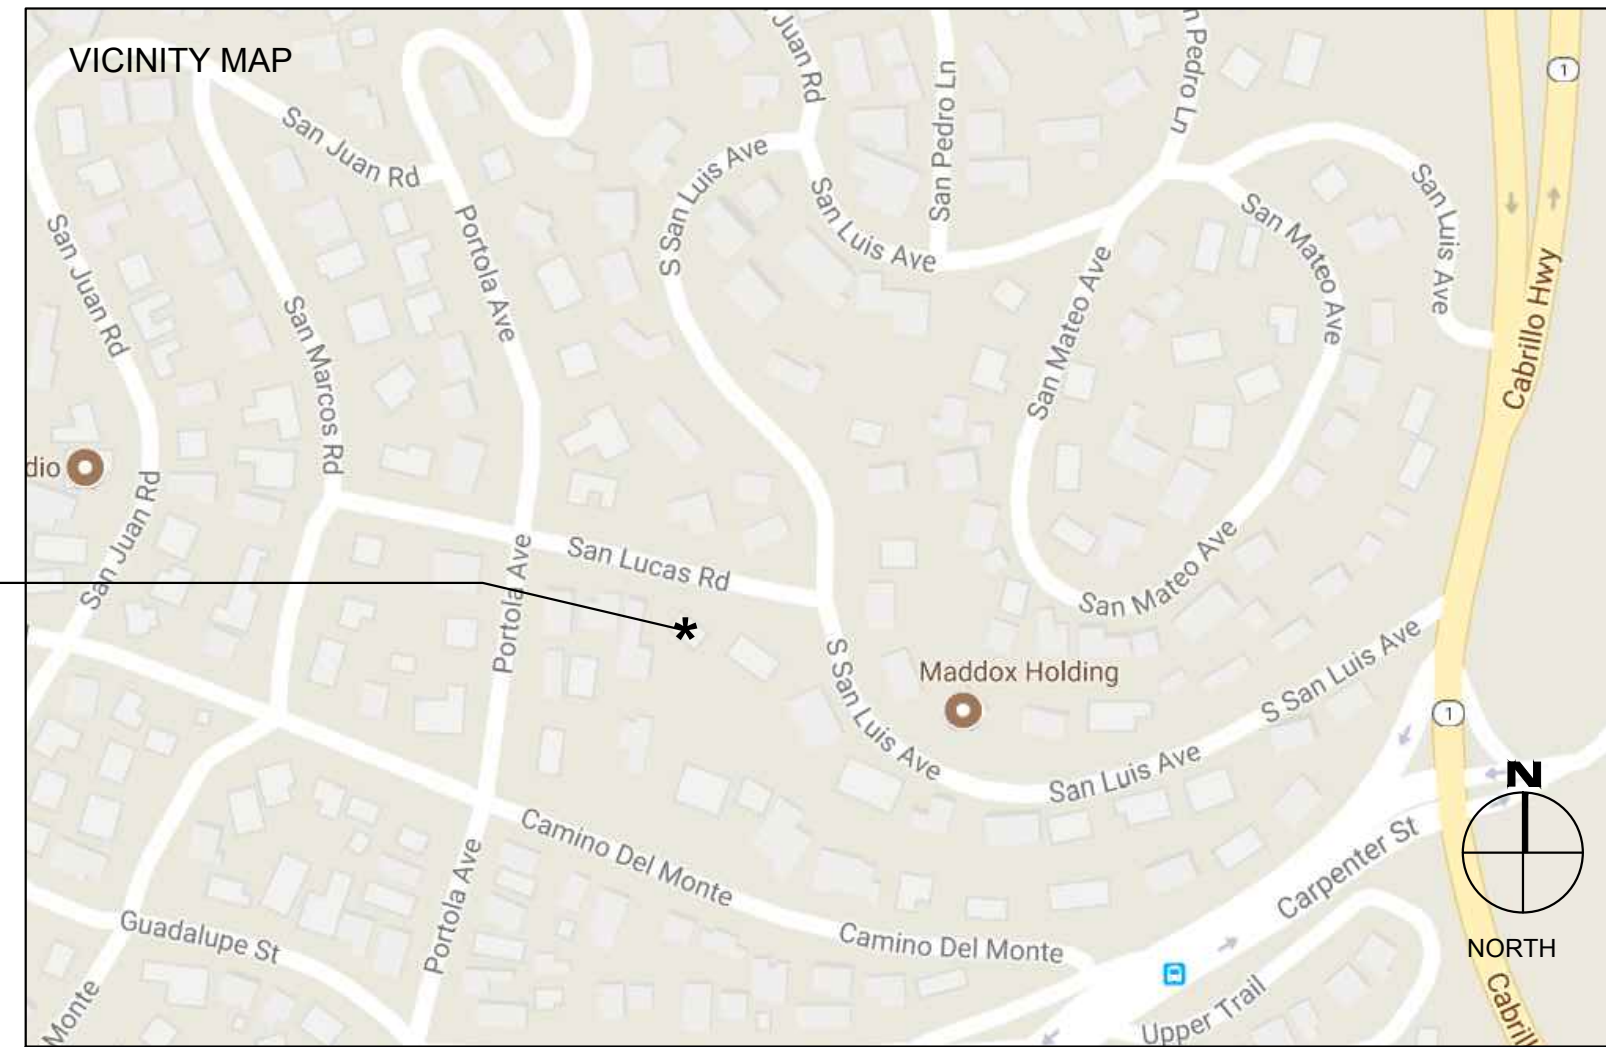 VICINITY MAP
Juan Rd
n Pedro Ln
1
San Juan Rd
S San Luis Ave
San Pedro Ln
San Luis Ave
San Luis Ave
San Mateo Ave
Portola Ave
San Juan Rd
San Marcos Rd
San Mateo Ave
Cabrillo Hwy
dio
San Juan Rd
San Lucas Rd
Portola Ave
*
San Mateo Ave
S San Luis Ave
Maddox Holding
S San Luis Ave
1
San Luis Ave
N
Camino Del Monte
Carpenter St
Portola Ave
Guadalupe St
Camino Del Monte
NORTH
Monte
Upper Trail
Cabrill